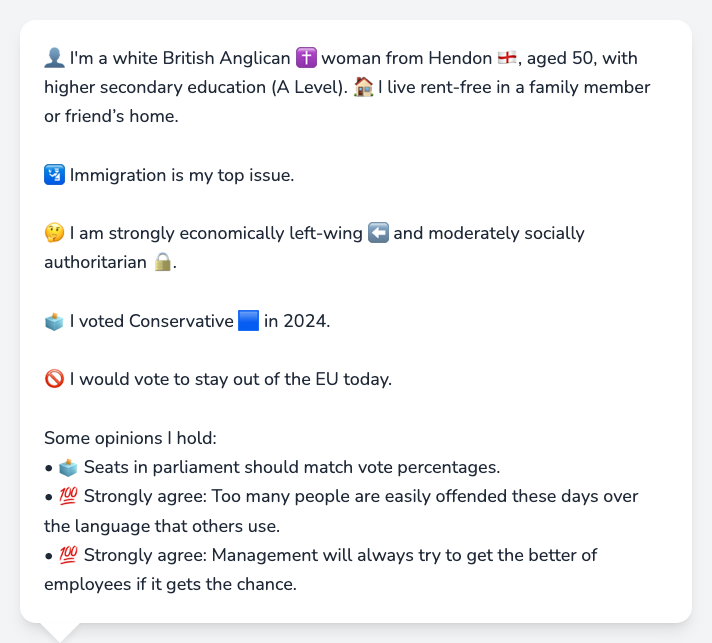 👤 I'm a white British Anglican ✝️ woman from Hendon 🏴󠁧󠁢󠁥󠁮󠁧󠁿, aged 50, with
higher secondary education (A Level). 🏠 I live rent-free in a family member
or friend’s home.
🛂 Immigration is my top issue.
🤔 I am strongly economically left-wing ⬅️ and moderately socially
authoritarian 🔒.
🗳️ I voted Conservative 🟦 in 2024.
🚫 I would vote to stay out of the EU today.
Some opinions I hold:
• 🗳️ Seats in parliament should match vote percentages.
• 💯 Strongly agree: Too many people are easily offended these days over
the language that others use.
• 💯 Strongly agree: Management will always try to get the better of
employees if it gets the chance.